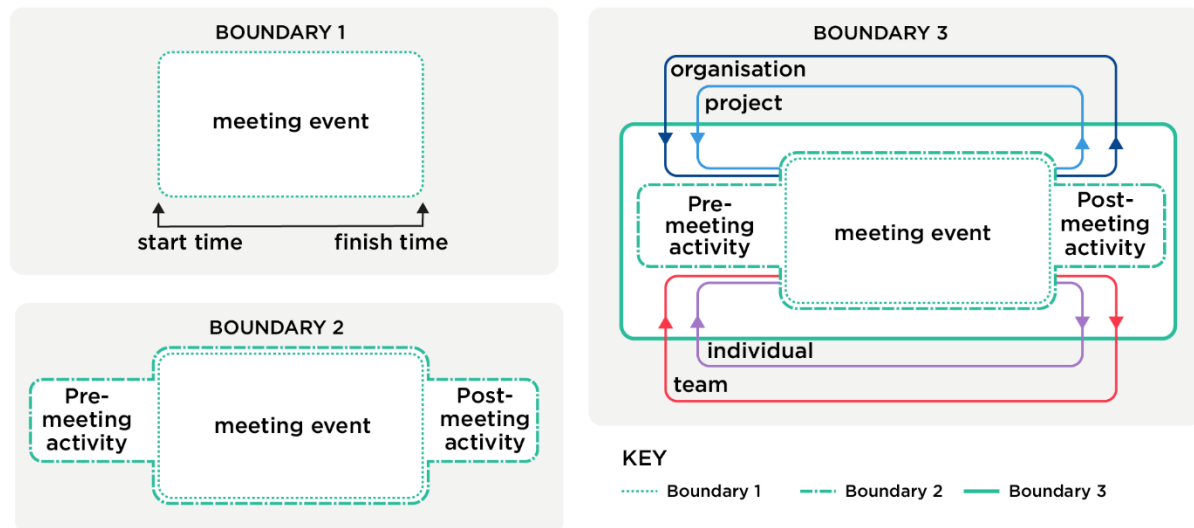 BOUNDARY 1
meeting event
start time
finish time
BOUNDARY 2
Pre-
meeting
activity
meeting event
Post-
meeting
activity
BOUNDARY 3
organisation
project
Pre-
meeting
activity
meeting event
Post-
meeting
activity
individual
team
KEY
Boundary 1
Boundary 2
Boundary 3